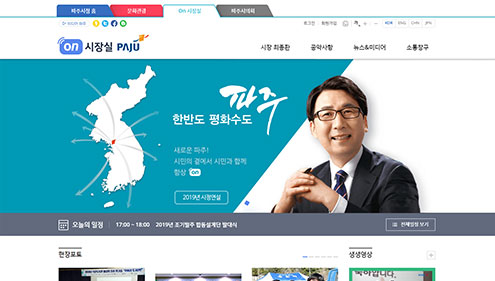 파주시청 홈 문화관광 On 시장실 파주시의회
로그인 회원가입 가 + - KOR ENG CHN JPN
on 시장실 PAJU
시장 최종환 공약사항 뉴스&미디어 소통창구
파주
한반도 평화수도
새로운 파주!
시민의 곁에서 시민과 함께
항상 on
2019년 시정연설
오늘의 일정 17:00 ~ 18:00 2019년 조기발주 합동설계단 발대식 전체일정 보기
현장포토 생생영상 +